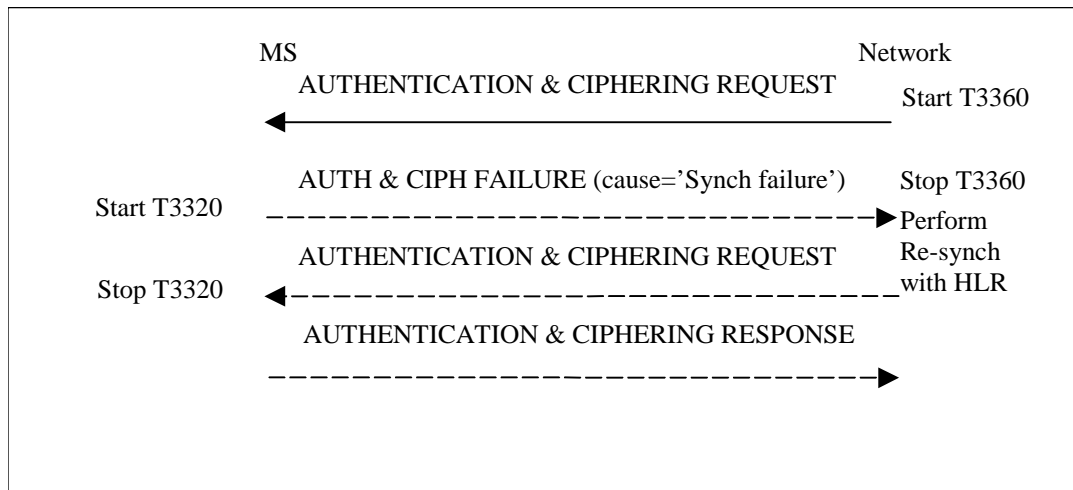 MS
Network
AUTHENTICATION & CIPHERING REQUEST
Start T3360
AUTH & CIPH FAILURE (cause='Synch failure')
Stop T3360
Start T3320
Perform
Re-synch
with HLR
AUTHENTICATION & CIPHERING REQUEST
Stop T3320
AUTHENTICATION & CIPHERING RESPONSE